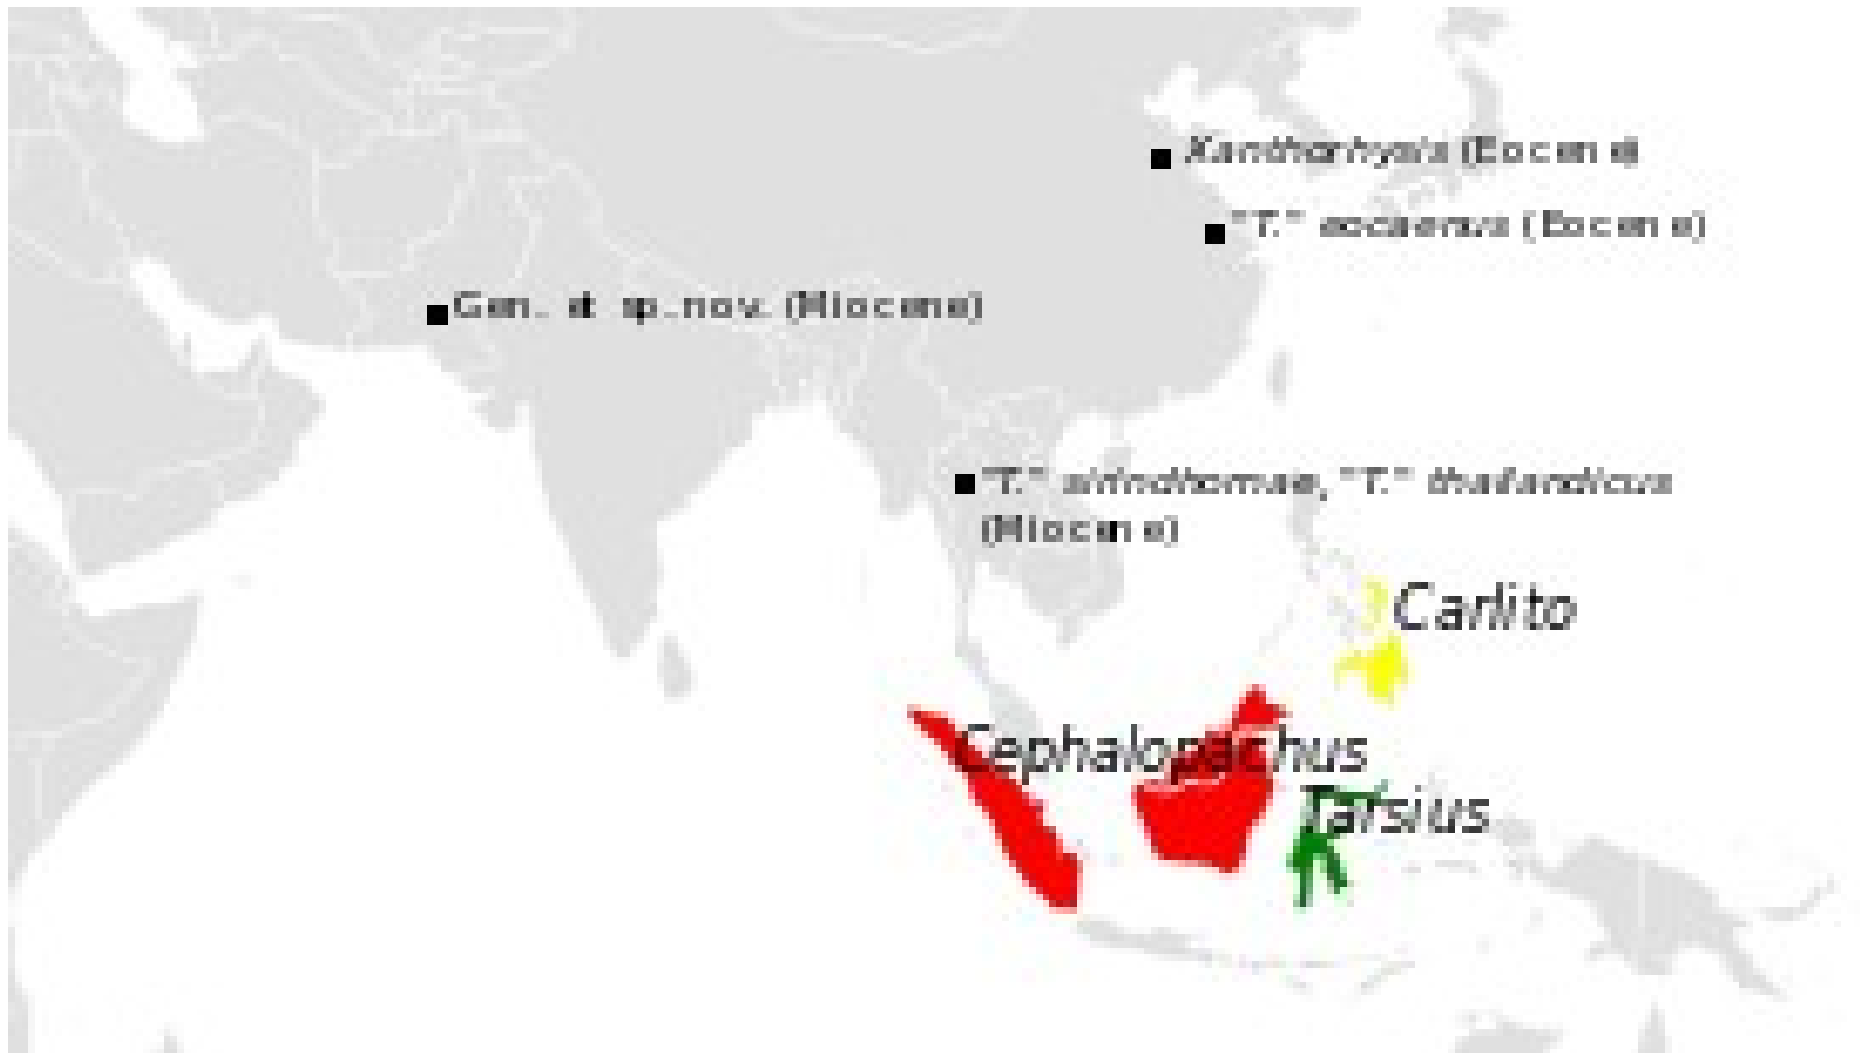 Xanthorhysis (Eocene)
"T." eocaenus (Eocene)
Gen. et sp. nov. (Miocene)
"T." sirindhornae, "T." thailandicus
(Miocene)
Carlito
Cephalopachus
Tarsius